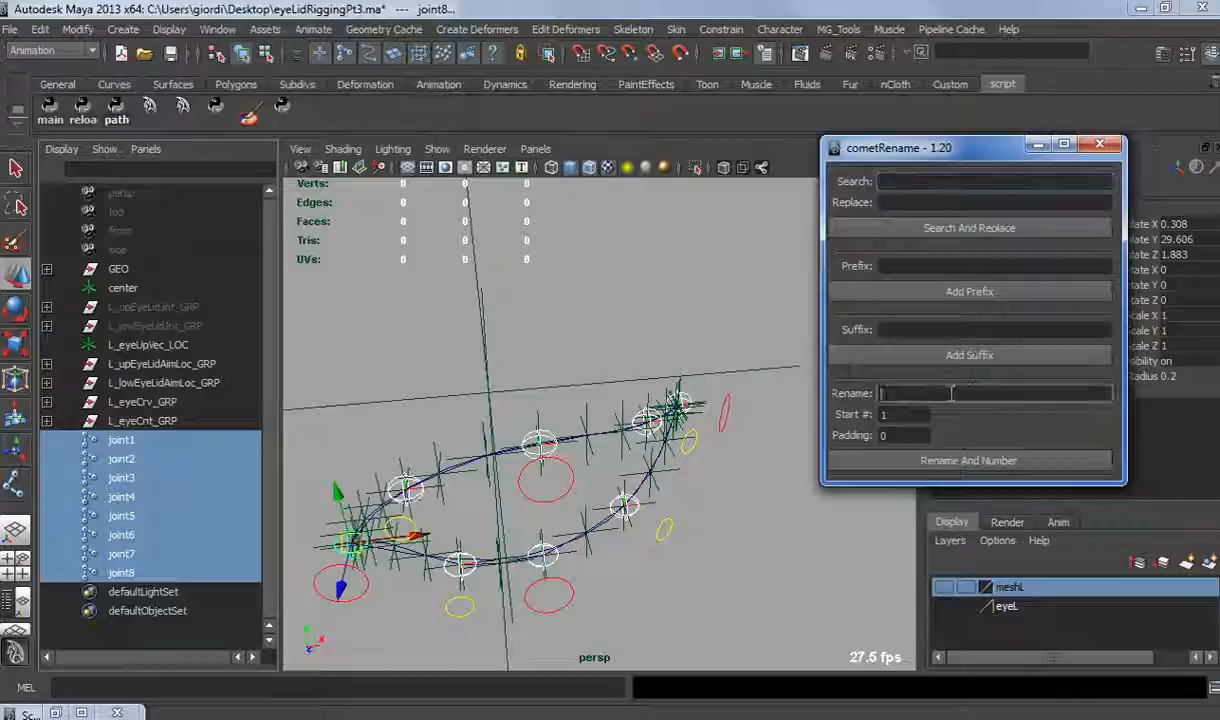 Autodesk Maya 2013 x64: C:\Users\giordi\Desktop\eyeLidRiggingPt3.ma* --- joint8...
File Edit Modify Create Display Window Assets Animate Geometry Cache Create Deformers Edit Deformers Skeleton Skin Constrain Character MG_Tools Muscle Pipeline Cache Help
Animation
General Curves Surfaces Polygons Subdivs Deformation Animation Dynamics Rendering PaintEffects Toon Muscle Fluids Fur nCloth Custom script
main reloa path
Display Show Panels
View Shading Lighting Show Renderer Panels
persp
top
front
side
GEO
center
L_upEyeLidJnt_GRP
L_lowEyeLidJnt_GRP
L_eyeUpVec_LOC
L_upEyeLidAimLoc_GRP
L_lowEyeLidAimLoc_GRP
L_eyeCrv_GRP
L_eyeCnt_GRP
joint1
joint2
joint3
joint4
joint5
joint6
joint7
joint8
defaultLightSet
defaultObjectSet
Verts: 0 0 0
Edges: 0 0 0
Faces: 0 0 0
Tris: 0 0 0
UVs: 0 0 0
persp
27.5 fps
cometRename - 1.20
Search:
Replace:
Search And Replace
Prefix:
Add Prefix
Suffix:
Add Suffix
Rename:
Start #: 1
Padding: 0
Rename And Number
late X 0.308
late Y 29.606
late Z 1.883
ate X 0
ate Y 0
ate Z 0
cale X 1
cale Y 1
cale Z 1
ibility on
Radius 0.2
Display Render Anim
Layers Options Help
meshL
eyeL
MEL
Sc...